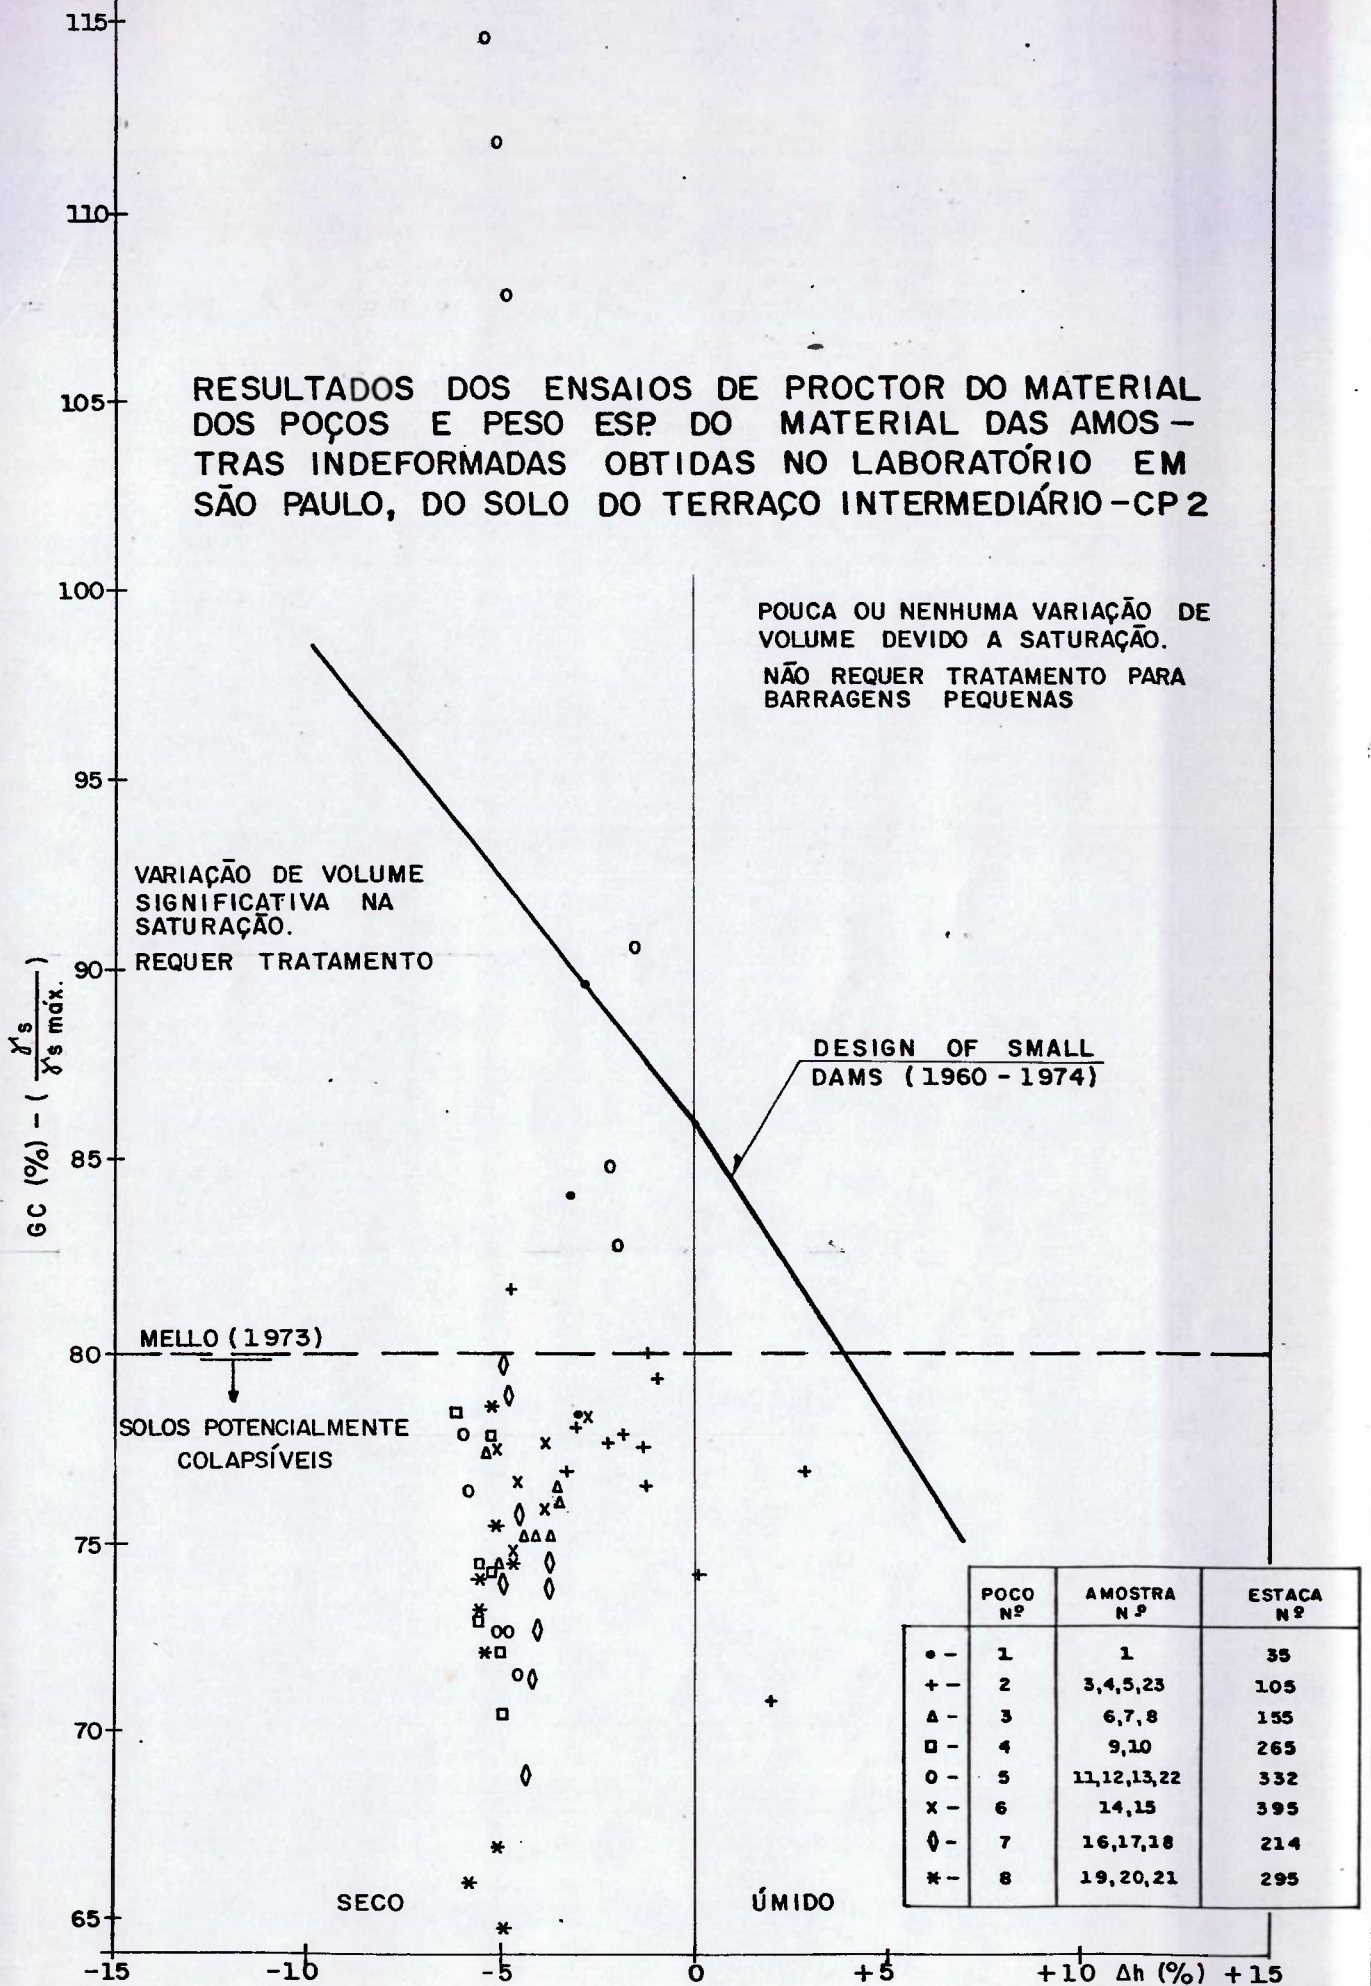 115
110
105
RESULTADOS DOS ENSAIOS DE PROCTOR DO MATERIAL
DOS POÇOS E PESO ESP. DO MATERIAL DAS AMOS-
TRAS INDEFORMADAS OBTIDAS NO LABORATÓRIO EM
SÃO PAULO, DO SOLO DO TERRAÇO INTERMEDIÁRIO-CP2
100
POUCA OU NENHUMA VARIAÇÃO DE
VOLUME DEVIDO A SATURAÇÃO.
NÃO REQUER TRATAMENTO PARA
BARRAGENS PEQUENAS
95
VARIAÇÃO DE VOLUME
SIGNIFICATIVA NA
SATURAÇÃO.
REQUER TRATAMENTO
90
GC (%) - (γs / γs máx.)
DESIGN OF SMALL
DAMS (1960 - 1974)
85
MELLO (1973)
80
SOLOS POTENCIALMENTE
COLAPSÍVEIS
75
70
65
SECO
ÚMIDO
POCO Nº AMOSTRA Nº ESTACA Nº
• - 1 1 35
+ - 2 3,4,5,23 105
Δ - 3 6,7,8 155
□ - 4 9,10 265
O - 5 11,12,13,22 332
X - 6 14,15 395
◊ - 7 16,17,18 214
* - 8 19,20,21 295
-15 -10 -5 0 +5 +10 Δh (%) +15